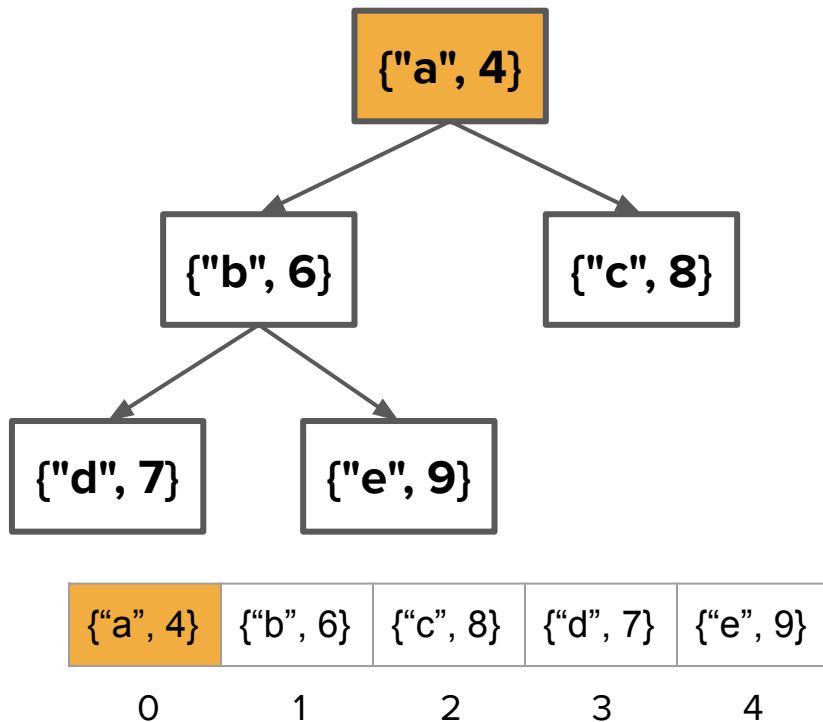 {"a", 4}
{"b", 6} {"c", 8}
{"d", 7} {"e", 9}
{“a”, 4} {“b”, 6} {“c”, 8} {“d”, 7} {“e”, 9}
0 1 2 3 4